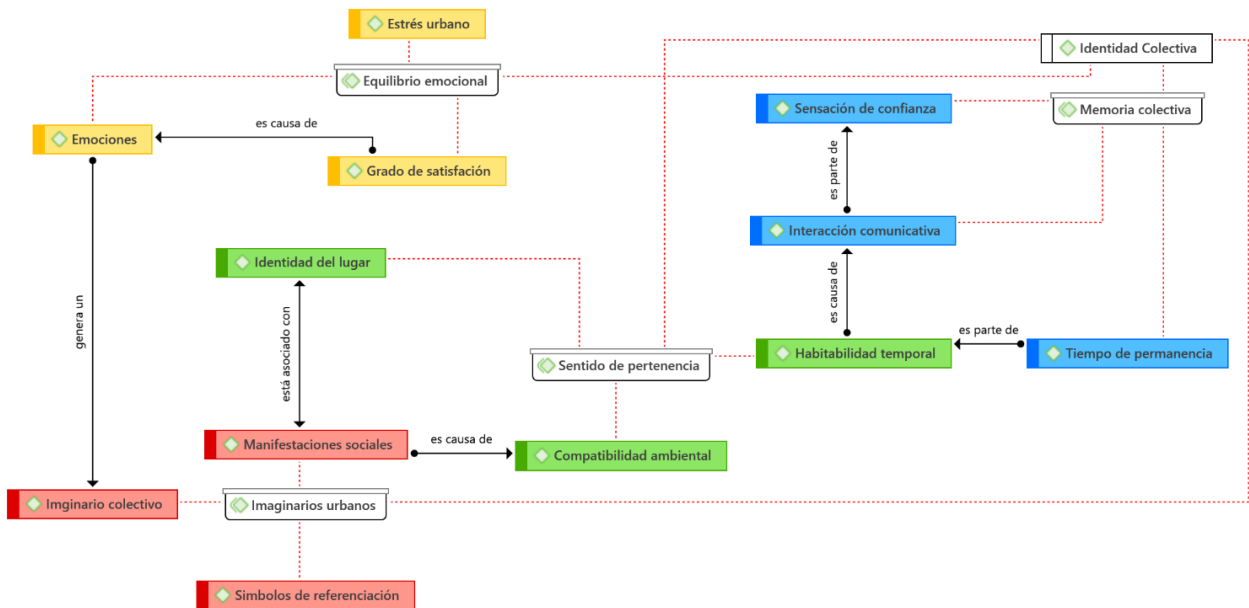 Estrés urbano
Identidad Colectiva
Equilibrio emocional
Sensación de confianza
Memoria colectiva
es causa de
Emociones
Grado de satisfacción
es parte de
Interacción comunicativa
Identidad del lugar
es causa de
genera un
está asociado con
es parte de
Habitabilidad temporal
Tiempo de permanencia
Sentido de pertenencia
Manifestaciones sociales
es causa de
Compatibilidad ambiental
Imginario colectivo
Imaginarios urbanos
Simbolos de referenciación